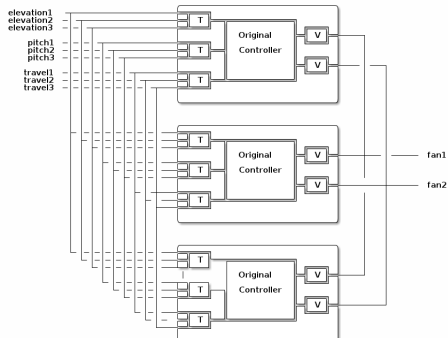 elevation1
elevation2
elevation3
pitch1
pitch2
pitch3
travel1
travel2
travel3
T
T
T
Original
Controller
V
V
T
T
T
Original
Controller
V
V
fan1
fan2
T
T
T
Original
Controller
V
V